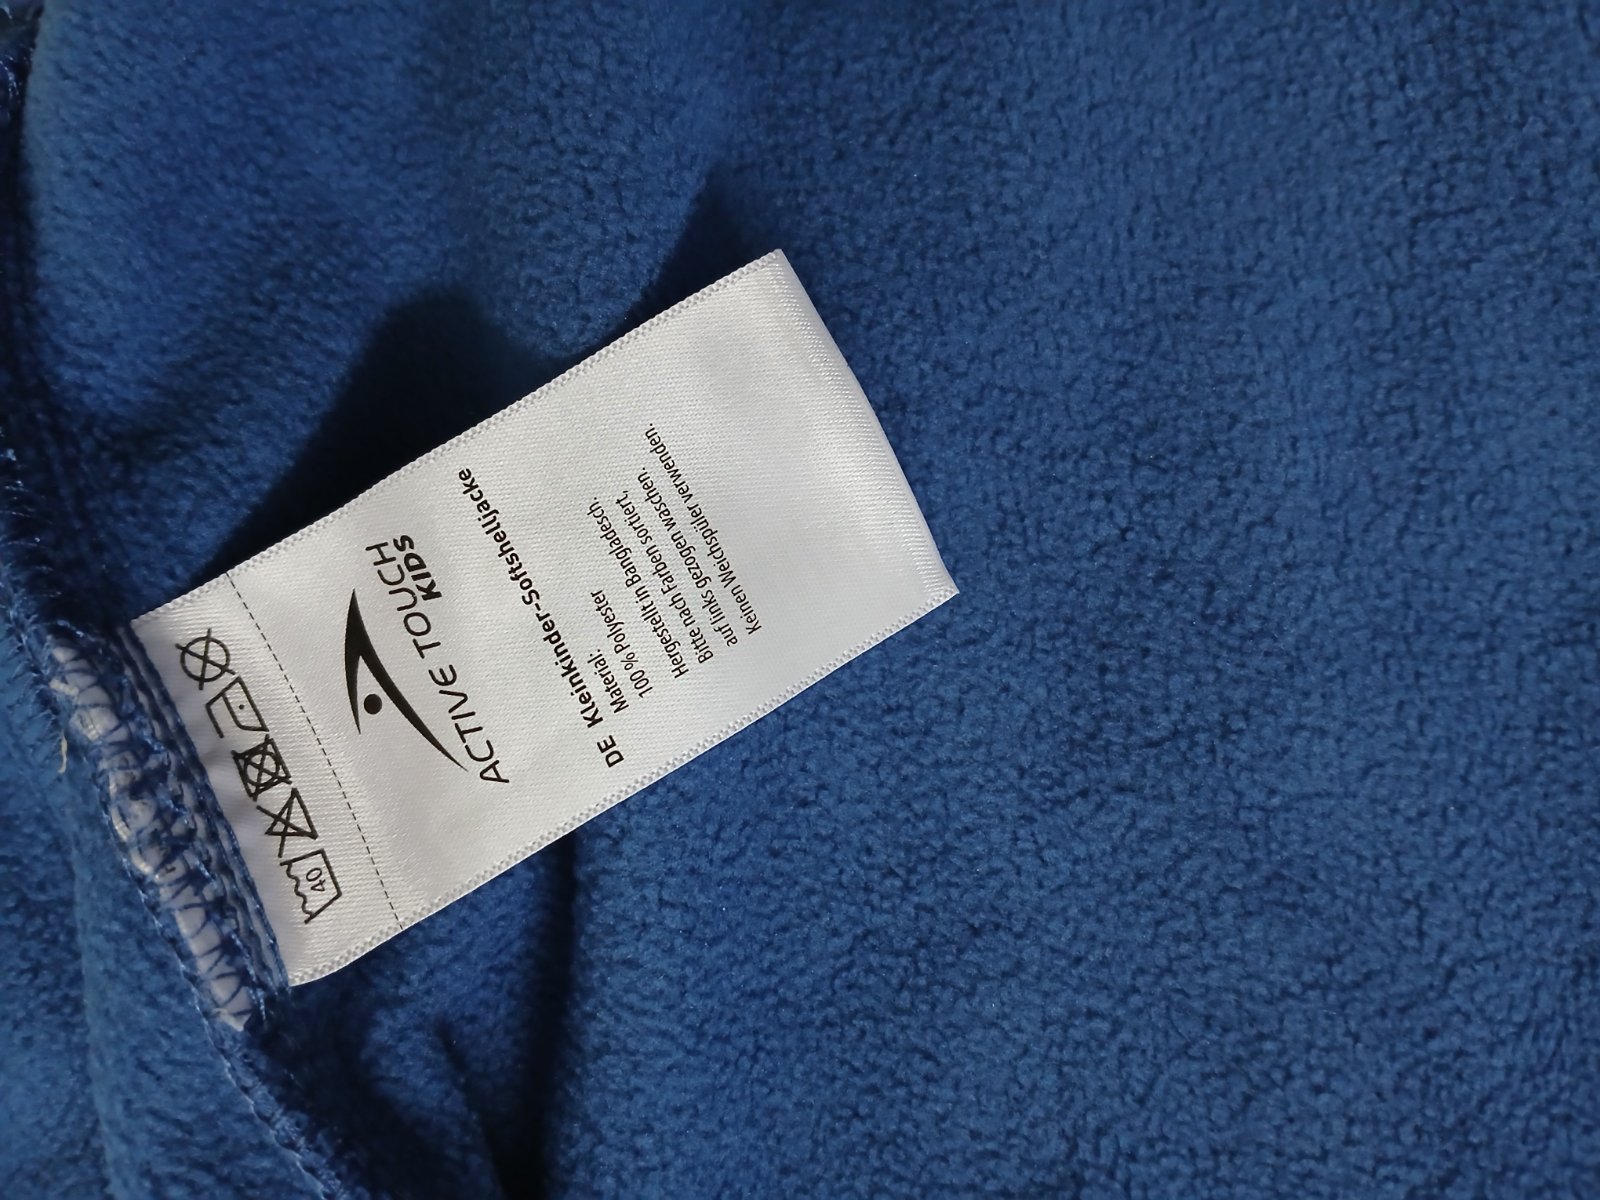 40
ACTIVE TOUCH
KIDS
DE Kleinkinder-Softshelljacke
Material:
100 % Polyester
Hergestellt in Bangladesch.
Bitte nach Farben sortiert,
auf links gezogen waschen.
Keinen Weichspüler verwenden.